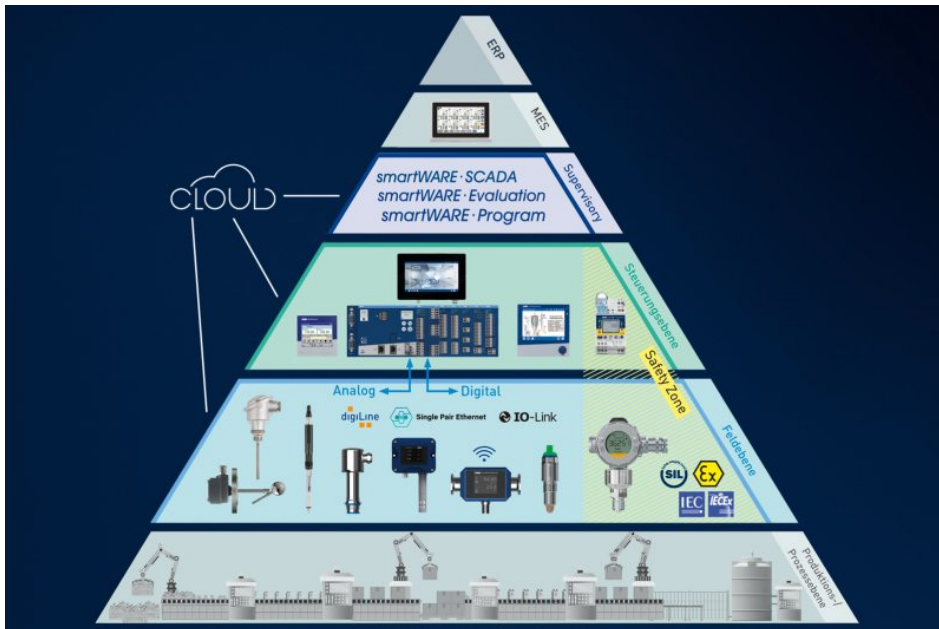 ERP
MES
CLOUD
smartWARE·SCADA
smartWARE·Evaluation
smartWARE·Program
Supervisory
Steuerungsebene
Safety Zone
Analog
Digital
digiLine
Single Pair Ethernet
IO-Link
Feldebene
SIL
Ex
IEC
IECEx
Produktions-/
Prozessebene